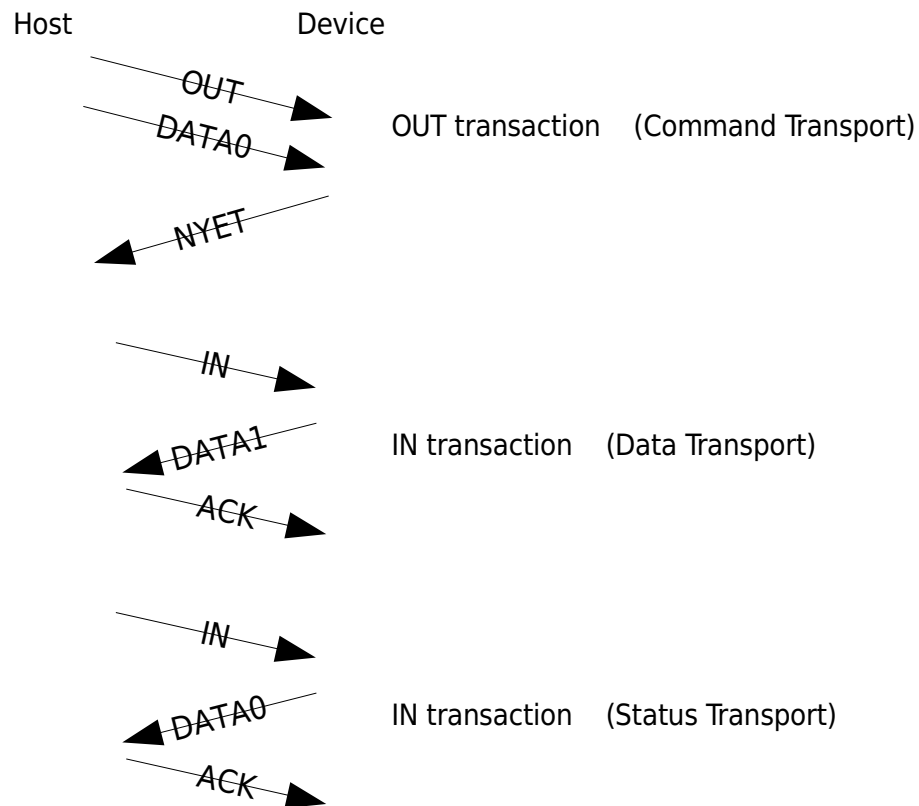 Host Device
OUT
DATA0
OUT transaction (Command Transport)
NYET
IN
DATA1
IN transaction (Data Transport)
ACK
IN
DATA0
IN transaction (Status Transport)
ACK